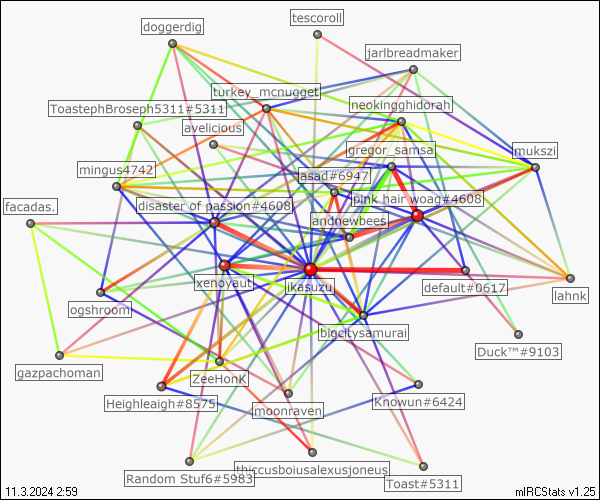 tescoroll
doggerdig
jarlbreadmaker
turkey_mcnugget
neokingghidorah
ToastephBroseph5311#5311
avelicious
gregor_samsa
mukszi
mingus4742
asad#6947
pink hair woag#4608
facadas.
disaster of passion#4608
andnewbees
xenoyaut
ikasuzu
default#0617
lahnk
ogshroom
bigcitysamurai
Duck™#9103
gazpachoman
ZeeHonK
Heighleaigh#8575
moonraven
Knowun#6424
Random Stuf6#5983
thiccusboiusalexusjoneus
Toast#5311
11.3.2024 2:59
mIRCStats v1.25